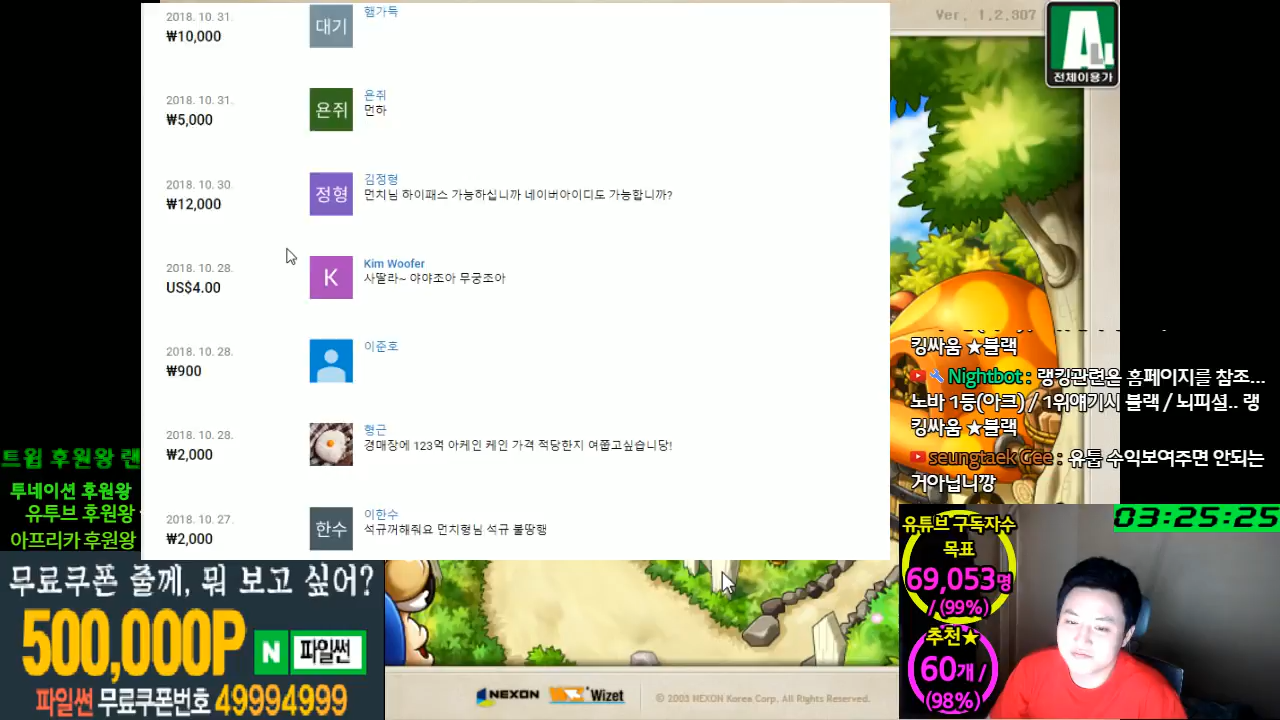 2018. 10. 31.
₩10,000
대기
햄가득
2018. 10. 31.
₩5,000
욘쥐
욘쥐
먼하
2018. 10. 30.
₩12,000
정형
김정형
먼치님 하이패스 가능하십니까 네이버아이디도 가능합니까?
2018. 10. 28.
US$4.00
K
Kim Woofer
사딸라~ 야야조아 무궁조아
2018. 10. 28.
₩900
이준호
2018. 10. 28.
₩2,000
형근
경매장에 123억 아케인 케인 가격 적당한지 여쭙고싶습니당!
2018. 10. 27.
₩2,000
한수
이한수
석규꺼해줘요 먼치형님 석규 불땅행
Ver. 1.2.307
전체이용가
킹싸움 ★블랙
Nightbot : 랭킹관련은 홈페이지를 참조...
노바 1등(아크) / 1위얘기시 블랙 / 뇌피셜.. 랭
킹싸움 ★블랙
seungtaek Gee : 유튭 수익보여주면 안되는
거아닙니깡
트윕 후원왕 랜
투네이션 후원왕
유투브 후원왕
아프리카 후원왕
유튜브 구독자수
목표
69,053명
/ (99%)
추천★
60개 /
(98%)
03:25:25
무료쿠폰 줄께, 뭐 보고 싶어?
500,000P
N 파일썬
파일썬 무료쿠폰번호 49994999
NEXON
Wizet
© 2003 NEXON Korea Corp. All Rights Reserved.